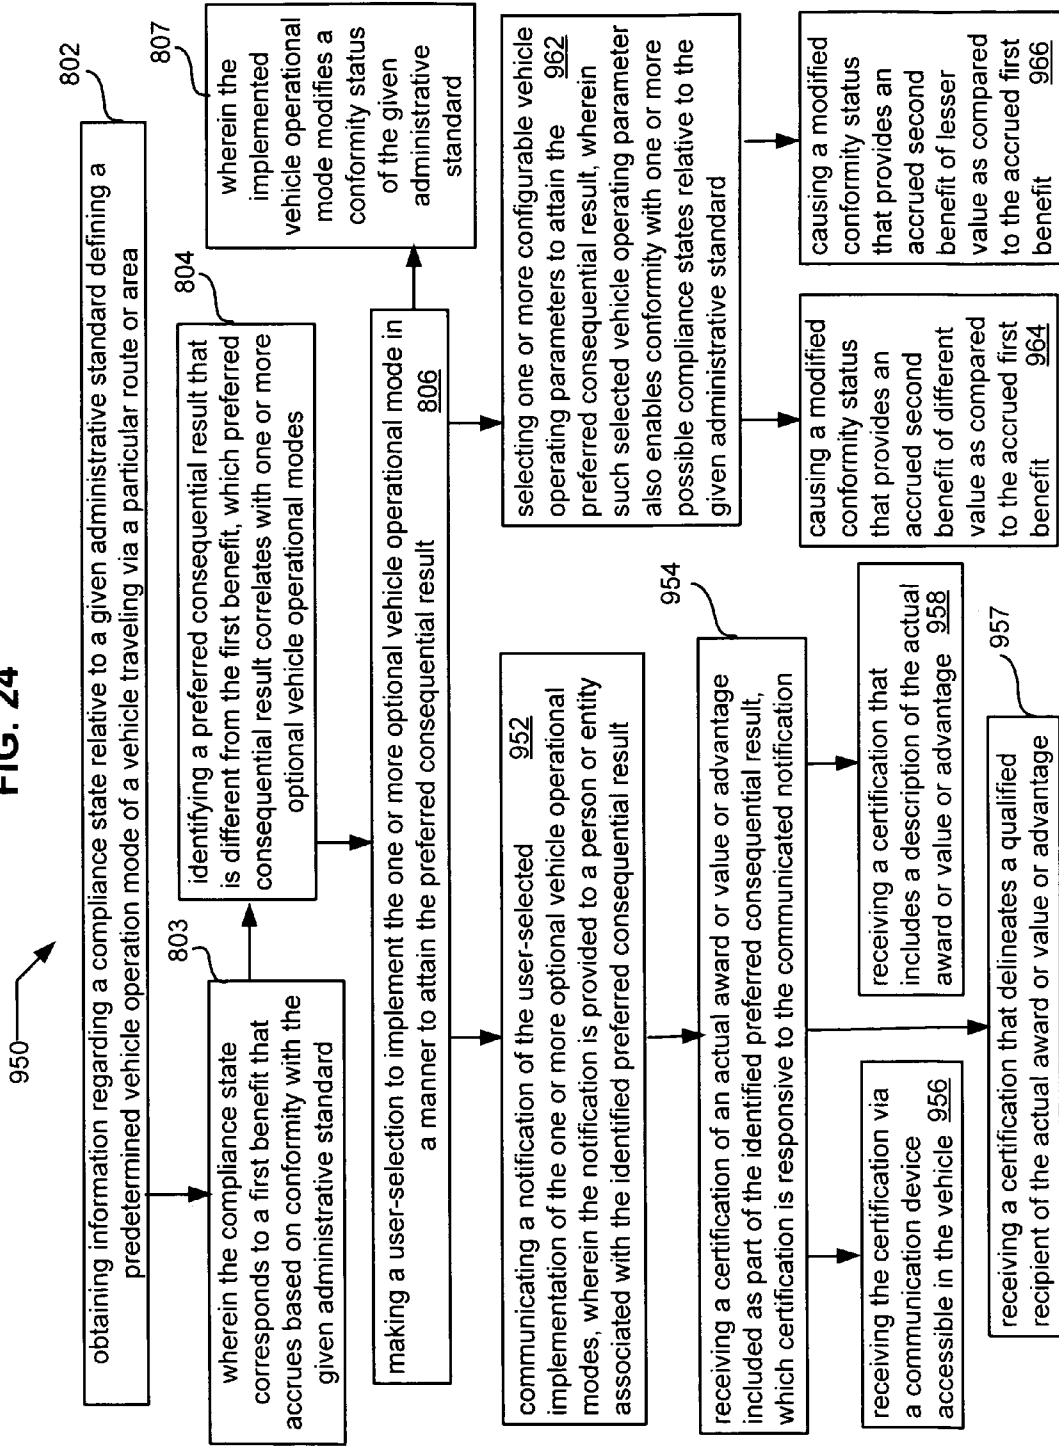 FIG. 24
950
802
obtaining information regarding a compliance state relative to a given administrative standard defining a
predetermined vehicle operation mode of a vehicle traveling via a particular route or area
803
wherein the compliance state
corresponds to a first benefit that
accrues based on conformity with the
given administrative standard
804
identifying a preferred consequential result that
is different from the first benefit, which preferred
consequential result correlates with one or more
optional vehicle operational modes
807
wherein the
implemented
vehicle operational
mode modifies a
conformity status
of the given
administrative
standard
making a user-selection to implement the one or more optional vehicle operational mode in
a manner to attain the preferred consequential result 806
communicating a notification of the user-selected 952
implementation of the one or more optional vehicle operational
modes, wherein the notification is provided to a person or entity
associated with the identified preferred consequential result
selecting one or more configurable vehicle
operating parameters to attain the 962
preferred consequential result, wherein
such selected vehicle operating parameter
also enables conformity with one or more
possible compliance states relative to the
given administrative standard
954
receiving a certification of an actual award or value or advantage
included as part of the identified preferred consequential result,
which certification is responsive to the communicated notification
receiving the certification via
a communication device
accessible in the vehicle 956
receiving a certification that
includes a description of the actual
award or value or advantage 958
957
receiving a certification that delineates a qualified
recipient of the actual award or value or advantage
causing a modified
conformity status
that provides an
accrued second
benefit of different
value as compared
to the accrued first
benefit 964
causing a modified
conformity status
that provides an
accrued second
benefit of lesser
value as compared
to the accrued first
benefit 966